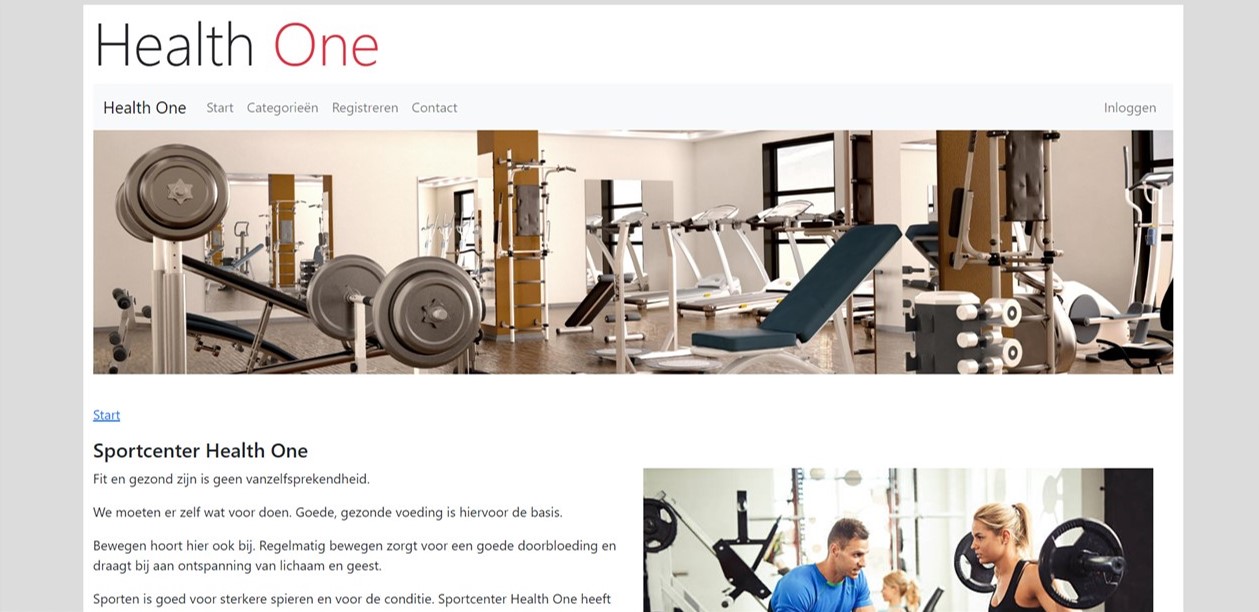 Health One
Health One Start Categorieën Registreren Contact Inloggen
Start
Sportcenter Health One
Fit en gezond zijn is geen vanzelfsprekendheid.
We moeten er zelf wat voor doen. Goede, gezonde voeding is hiervoor de basis.
Bewegen hoort hier ook bij. Regelmatig bewegen zorgt voor een goede doorbloeding en
draagt bij aan ontspanning van lichaam en geest.
Sporten is goed voor sterkere spieren en voor de conditie. Sportcenter Health One heeft